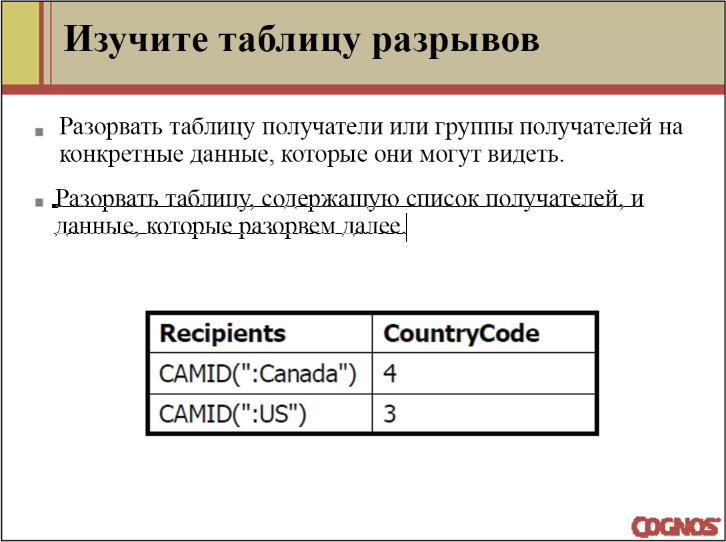 Изучите таблицу разрывов
Разорвать таблицу получатели или группы получателей на
конкретные данные, которые они могут видеть.
Разорвать таблицу, содержащую список получателей, и
данные, которые разорвем далее.
Recipients CountryCode
CAMID(":Canada") 4
CAMID(":US") 3
COGNOS